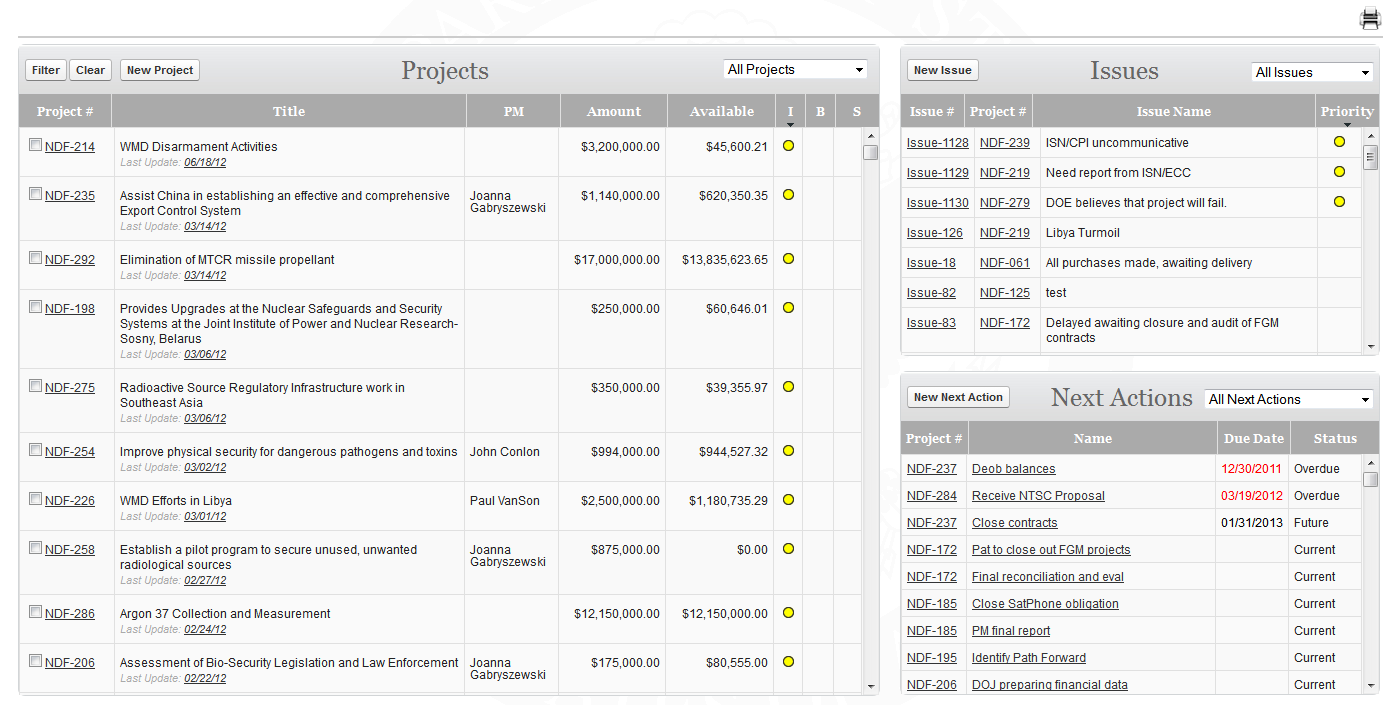 Filter Clear New Project Projects All Projects
Project # Title PM Amount Available I B S
NDF-214 WMD Disarmament Activities $3,200,000.00 $45,600.21
Last Update: 06/18/12
NDF-235 Assist China in establishing an effective and comprehensive Joanna $1,140,000.00 $620,350.35
Export Control System Gabryszewski
Last Update: 03/14/12
NDF-292 Elimination of MTCR missile propellant $17,000,000.00 $13,835,623.65
Last Update: 03/14/12
NDF-198 Provides Upgrades at the Nuclear Safeguards and Security $250,000.00 $60,646.01
Systems at the Joint Institute of Power and Nuclear Research-
Sosny, Belarus
Last Update: 03/06/12
NDF-275 Radioactive Source Regulatory Infrastructure work in $350,000.00 $39,355.97
Southeast Asia
Last Update: 03/06/12
NDF-254 Improve physical security for dangerous pathogens and toxins John Conlon $994,000.00 $944,527.32
Last Update: 03/02/12
NDF-226 WMD Efforts in Libya Paul VanSon $2,500,000.00 $1,180,735.29
Last Update: 03/01/12
NDF-258 Establish a pilot program to secure unused, unwanted Joanna $875,000.00 $0.00
radiological sources Gabryszewski
Last Update: 02/27/12
NDF-286 Argon 37 Collection and Measurement $12,150,000.00 $12,150,000.00
Last Update: 02/24/12
NDF-206 Assessment of Bio-Security Legislation and Law Enforcement Joanna $175,000.00 $80,555.00
Gabryszewski
Last Update: 02/22/12
New Issue Issues All Issues
Issue # Project # Issue Name Priority
Issue-1128 NDF-239 ISN/CPI uncommunicative
Issue-1129 NDF-219 Need report from ISN/ECC
Issue-1130 NDF-279 DOE believes that project will fail.
Issue-126 NDF-219 Libya Turmoil
Issue-18 NDF-061 All purchases made, awaiting delivery
Issue-82 NDF-125 test
Issue-83 NDF-172 Delayed awaiting closure and audit of FGM
contracts
New Next Action Next Actions All Next Actions
Project # Name Due Date Status
NDF-237 Deob balances 12/30/2011 Overdue
NDF-284 Receive NTSC Proposal 03/19/2012 Overdue
NDF-237 Close contracts 01/31/2013 Future
NDF-172 Pat to close out FGM projects Current
NDF-172 Final reconciliation and eval Current
NDF-185 Close SatPhone obligation Current
NDF-185 PM final report Current
NDF-195 Identify Path Forward Current
NDF-206 DOJ preparing financial data Current